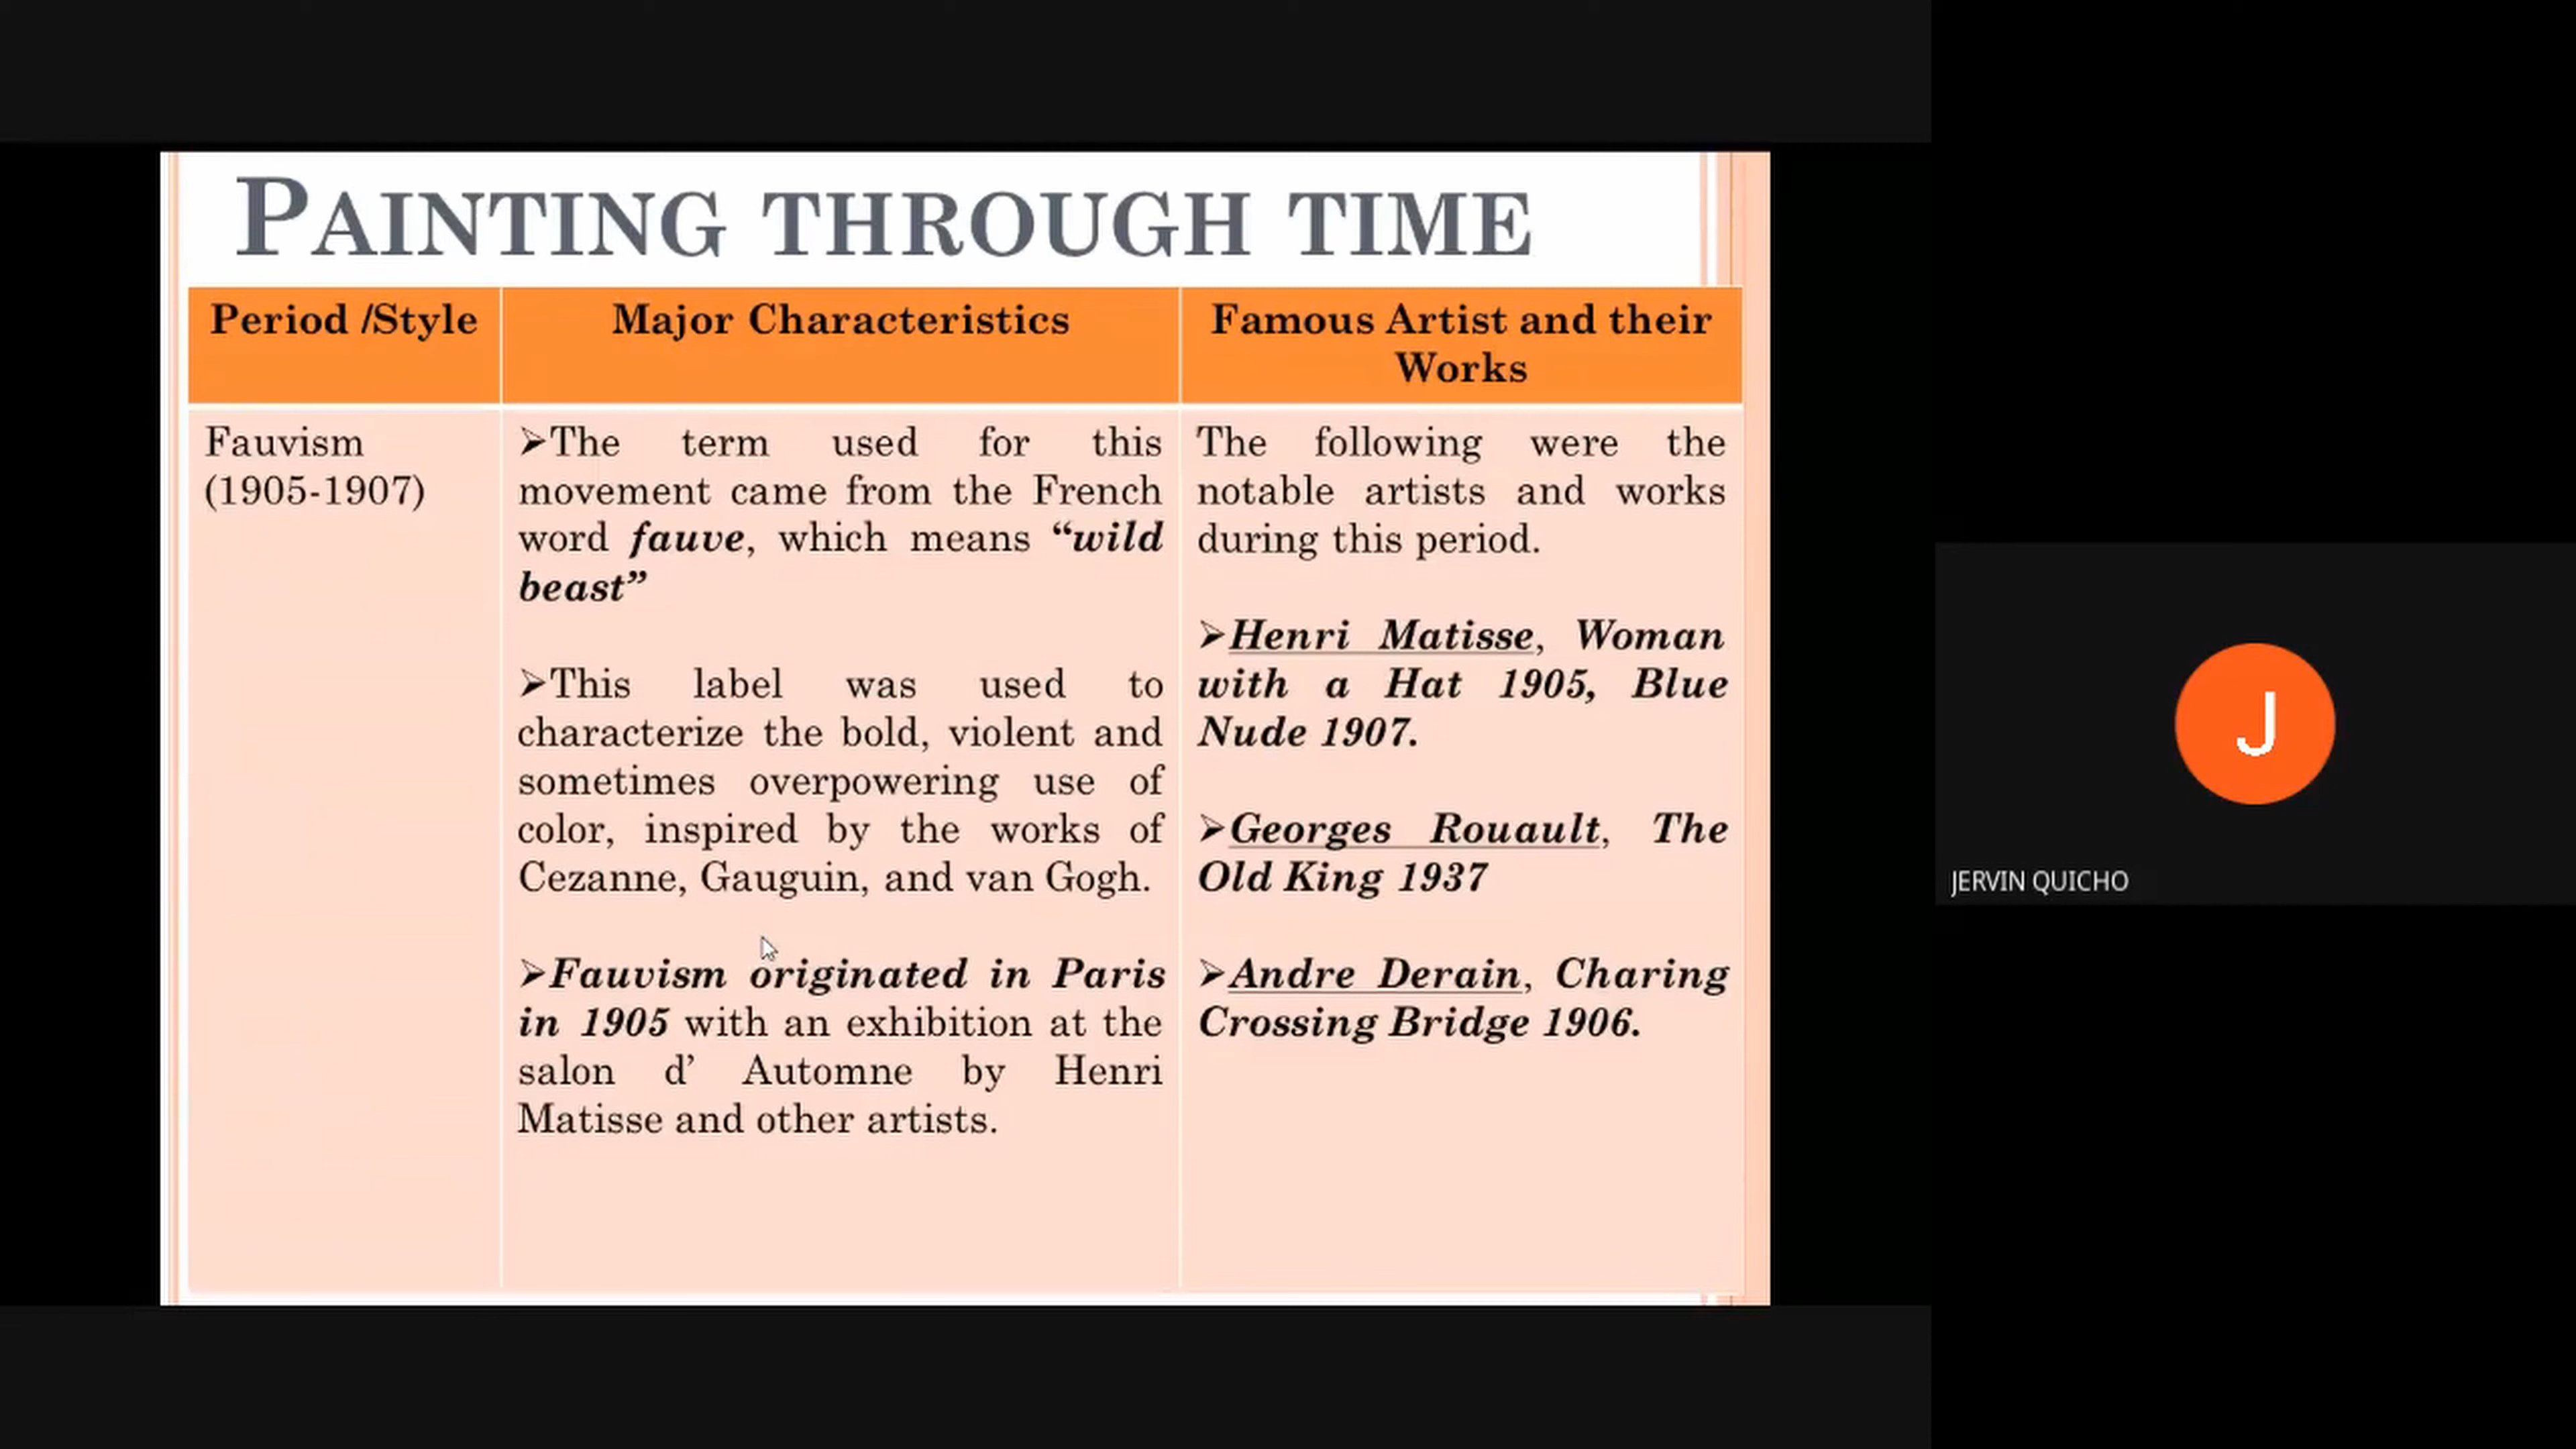 PAINTING THROUGH TIME
Period /Style
Major Characteristics
Famous Artist and their
Works
Fauvism
(1905-1907)
➢The term used for this
movement came from the French
word fauve, which means “wild
beast”
➢This label was used to
characterize the bold, violent and
sometimes overpowering use of
color, inspired by the works of
Cezanne, Gauguin, and van Gogh.
➢Fauvism originated in Paris
in 1905 with an exhibition at the
salon d’ Automne by Henri
Matisse and other artists.
The following were the
notable artists and works
during this period.
➢Henri Matisse, Woman
with a Hat 1905, Blue
Nude 1907.
➢Georges Rouault, The
Old King 1937
➢Andre Derain, Charing
Crossing Bridge 1906.
J
JERVIN QUICHO